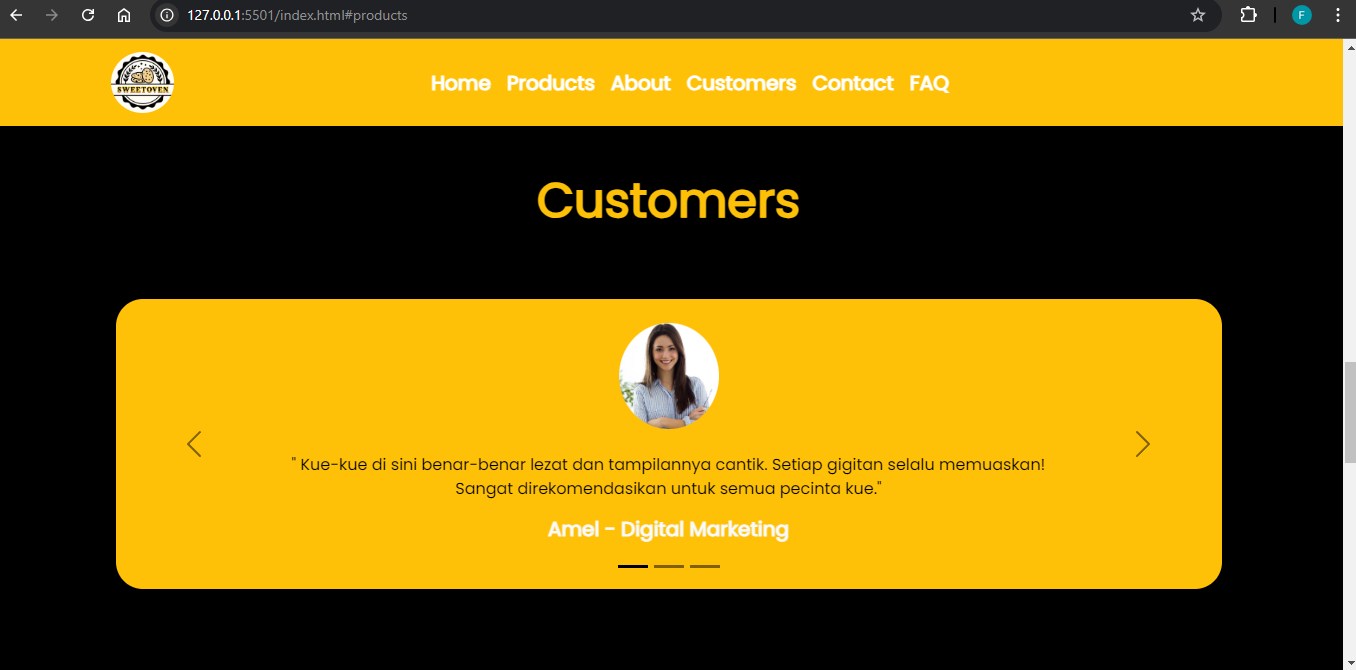 127.0.0.1:5501/index.html#products
F
SWEETOVEN
Home Products About Customers Contact FAQ
Customers
" Kue-kue di sini benar-benar lezat dan tampilannya cantik. Setiap gigitan selalu memuaskan!
Sangat direkomendasikan untuk semua pecinta kue."
Amel - Digital Marketing